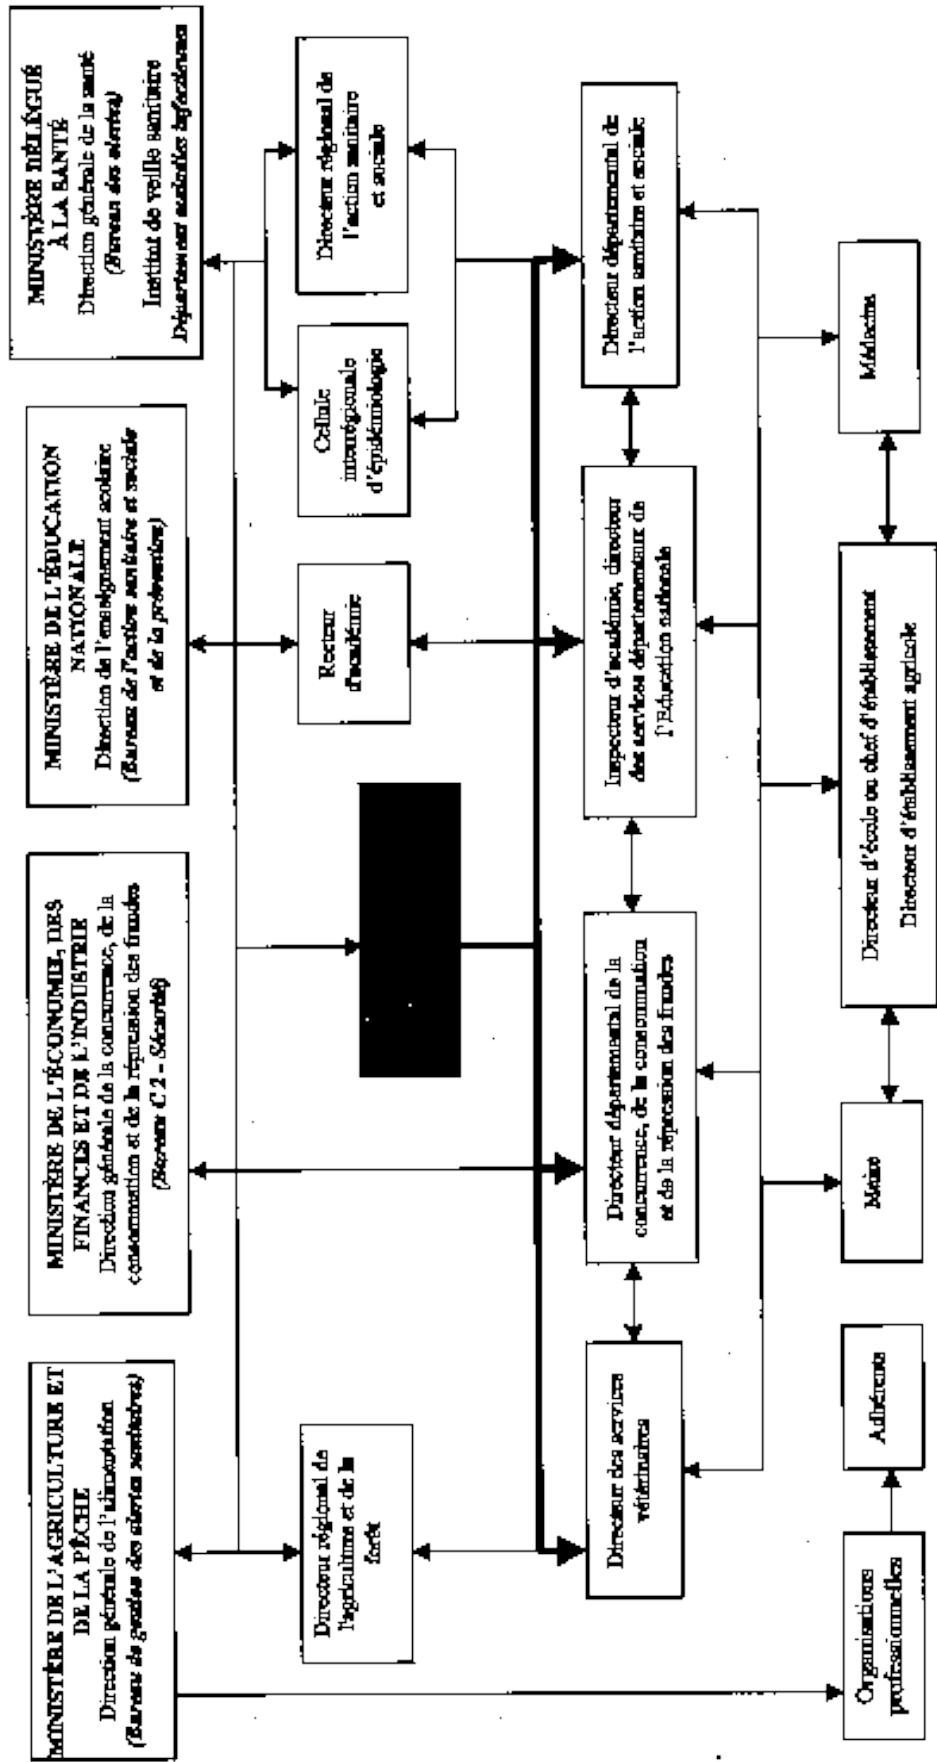 MINISTÈRE DE L'AGRICULTURE ET
DE LA PÊCHE
Direction générale de l'alimentation
(Bureau de gestion des alertes sanitaires)
MINISTÈRE DE L'ÉCONOMIE, DES
FINANCES ET DE L'INDUSTRIE
Direction générale de la concurrence, de la
consommation et de la répression des fraudes
(Bureau C 2 - Sécurité)
MINISTÈRE DE L'ÉDUCATION
NATIONALE
Direction de l'enseignement scolaire
(Bureau de l'action sanitaire et sociale
et de la prévention)
MINISTÈRE DÉLÉGUÉ
À LA SANTÉ
Direction générale de la santé
(Bureau des alertes)
Institut de veille sanitaire
Département maladies infectieuses
Directeur régional de
l'agriculture et de la
forêt
Recteur
d'académie
Cellule
interrégionale
d'épidémiologie
Directeur régional de
l'action sanitaire
et sociale
Directeur des services
vétérinaires
Directeur départemental de la
concurrence, de la consommation
et de la répression des fraudes
Inspecteur d'académie, directeur
des services départementaux de
l'Education nationale
Directeur départemental de
l'action sanitaire et sociale
Organisations
professionnelles
Adhérents
Maire
Directeur d'école ou chef d'établissement
Directeur d'établissement agricole
Médecins